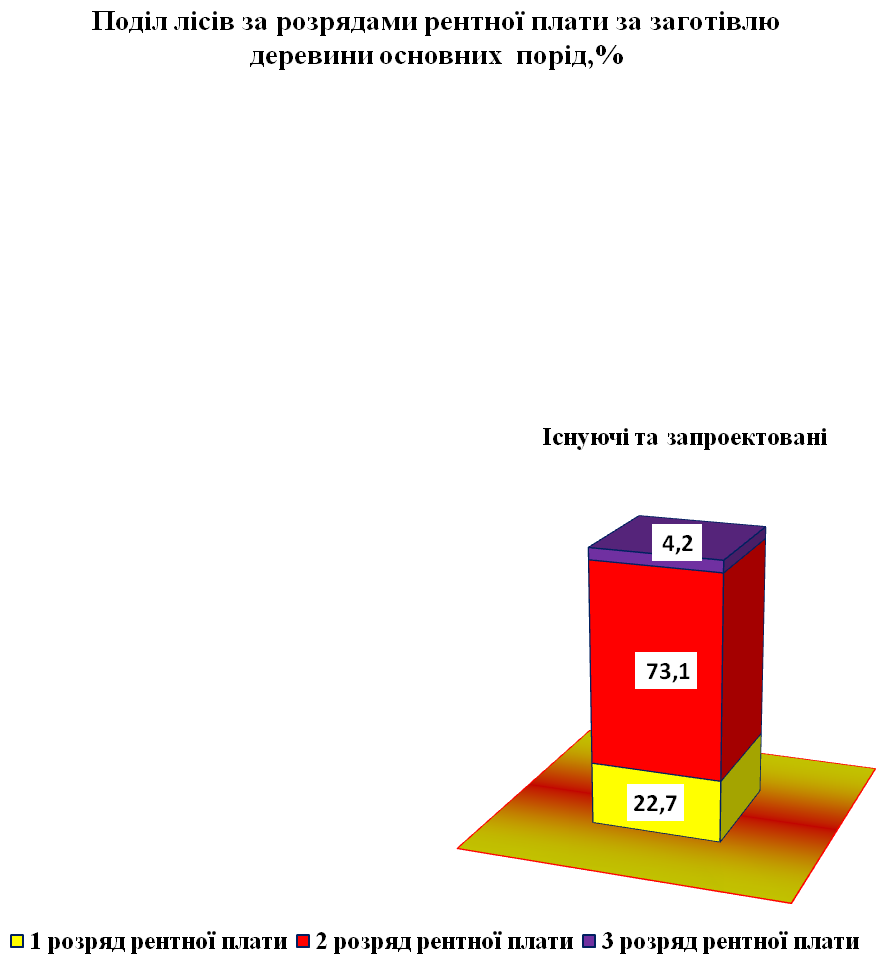 Поділ лісів за розрядами рентної плати за заготівлю
деревини основних порід,%
Існуючі та запроектовані
4,2
73,1
22,7
1 розряд рентної плати 2 розряд рентної плати 3 розряд рентної плати